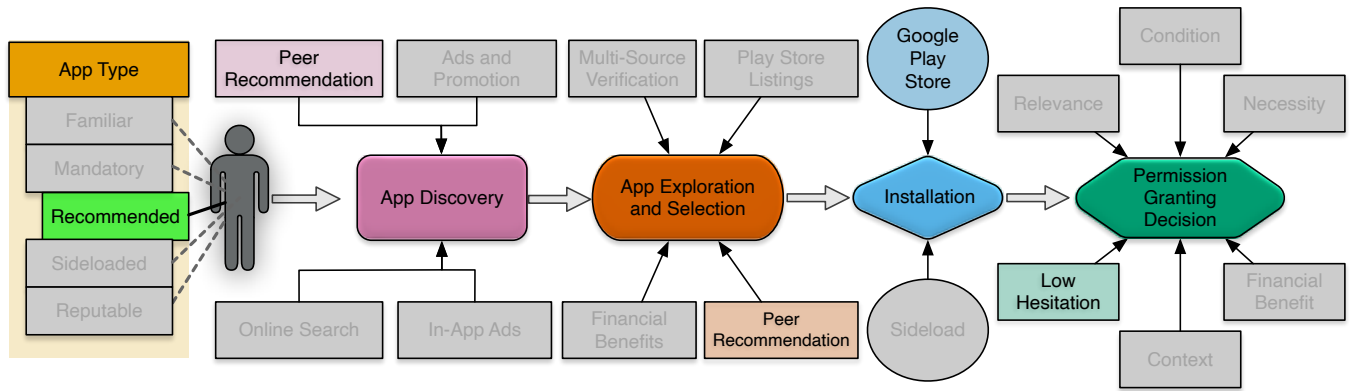 App Type
Familiar
Mandatory
Recommended
Sideloaded
Reputable
Peer
Recommendation
Ads and
Promotion
App Discovery
Online Search
In-App Ads
Multi-Source
Verification
Play Store
Listings
App Exploration
and Selection
Financial
Benefits
Peer
Recommendation
Google
Play
Store
Installation
Sideload
Condition
Relevance
Necessity
Permission
Granting
Decision
Low
Hesitation
Financial
Benefit
Context